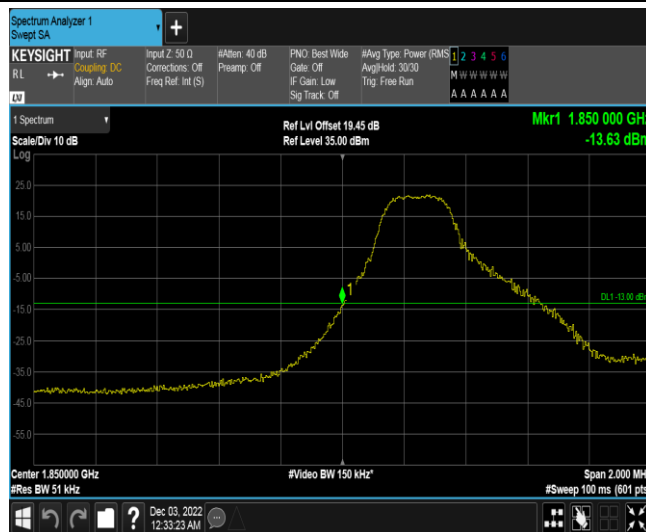 Spectrum Analyzer 1
Swept SA
+
KEYSIGHT
RL
LXI
Input: RF
Coupling: DC
Align: Auto
Input Z: 50 Ω
Corrections: Off
Freq Ref: Int (S)
#Atten: 40 dB
Preamp: Off
PNO: Best Wide
Gate: Off
IF Gain: Low
Sig Track: Off
#Avg Type: Power (RMS
Avg|Hold: 30/30
Trig: Free Run
1 2 3 4 5 6
M W W W W W
A A A A A A
1 Spectrum
Scale/Div 10 dB
Ref Lvl Offset 19.45 dB
Ref Level 35.00 dBm
Mkr1 1.850 000 GHz
-13.63 dBm
Log
25.0
15.0
5.00
-5.00
-15.0
-25.0
-35.0
-45.0
-55.0
1
DL1 -13.00 dBm
Center 1.850000 GHz
#Res BW 51 kHz
#Video BW 150 kHz*
Span 2.000 MH
#Sweep 100 ms (601 pts
?
Dec 03, 2022
12:33:23 AM